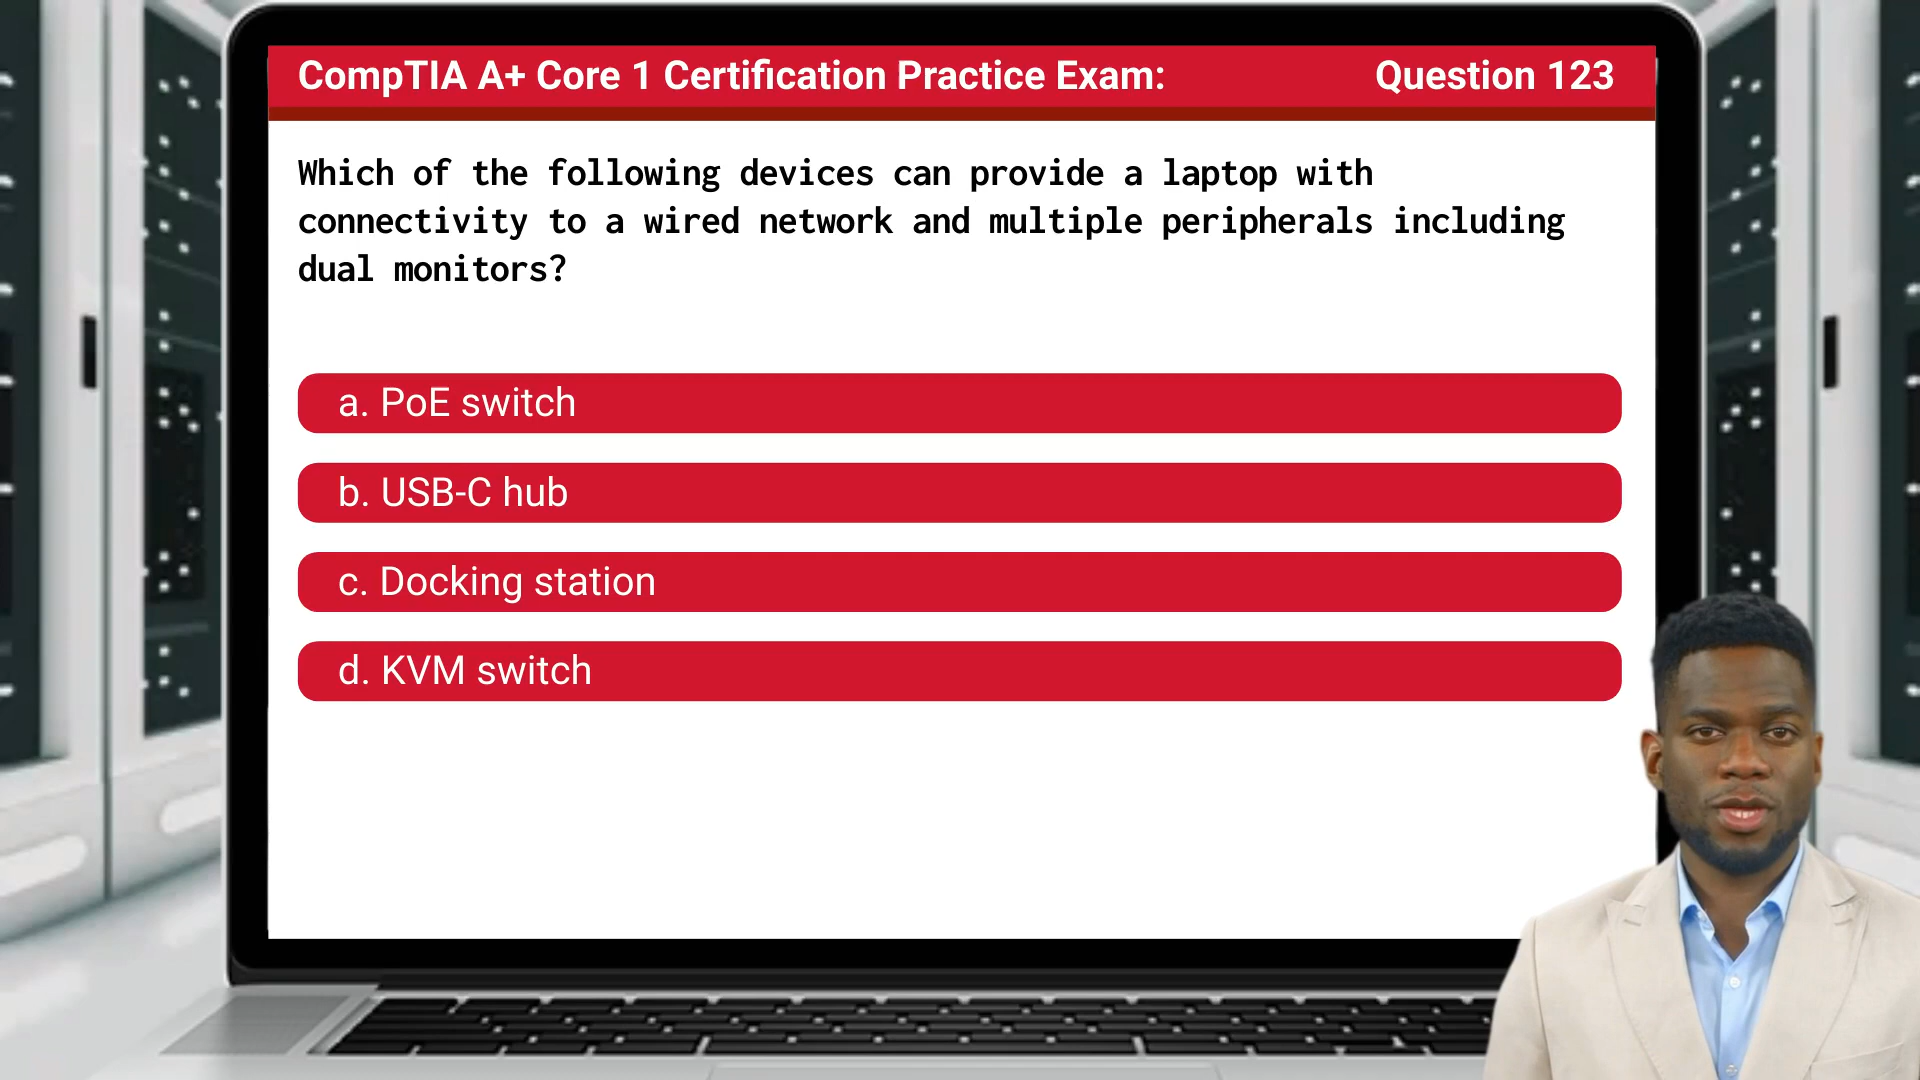 CompTIA A+ Core 1 Certification Practice Exam: Question 123
Which of the following devices can provide a laptop with
connectivity to a wired network and multiple peripherals including
dual monitors?
a. PoE switch
b. USB-C hub
c. Docking station
d. KVM switch